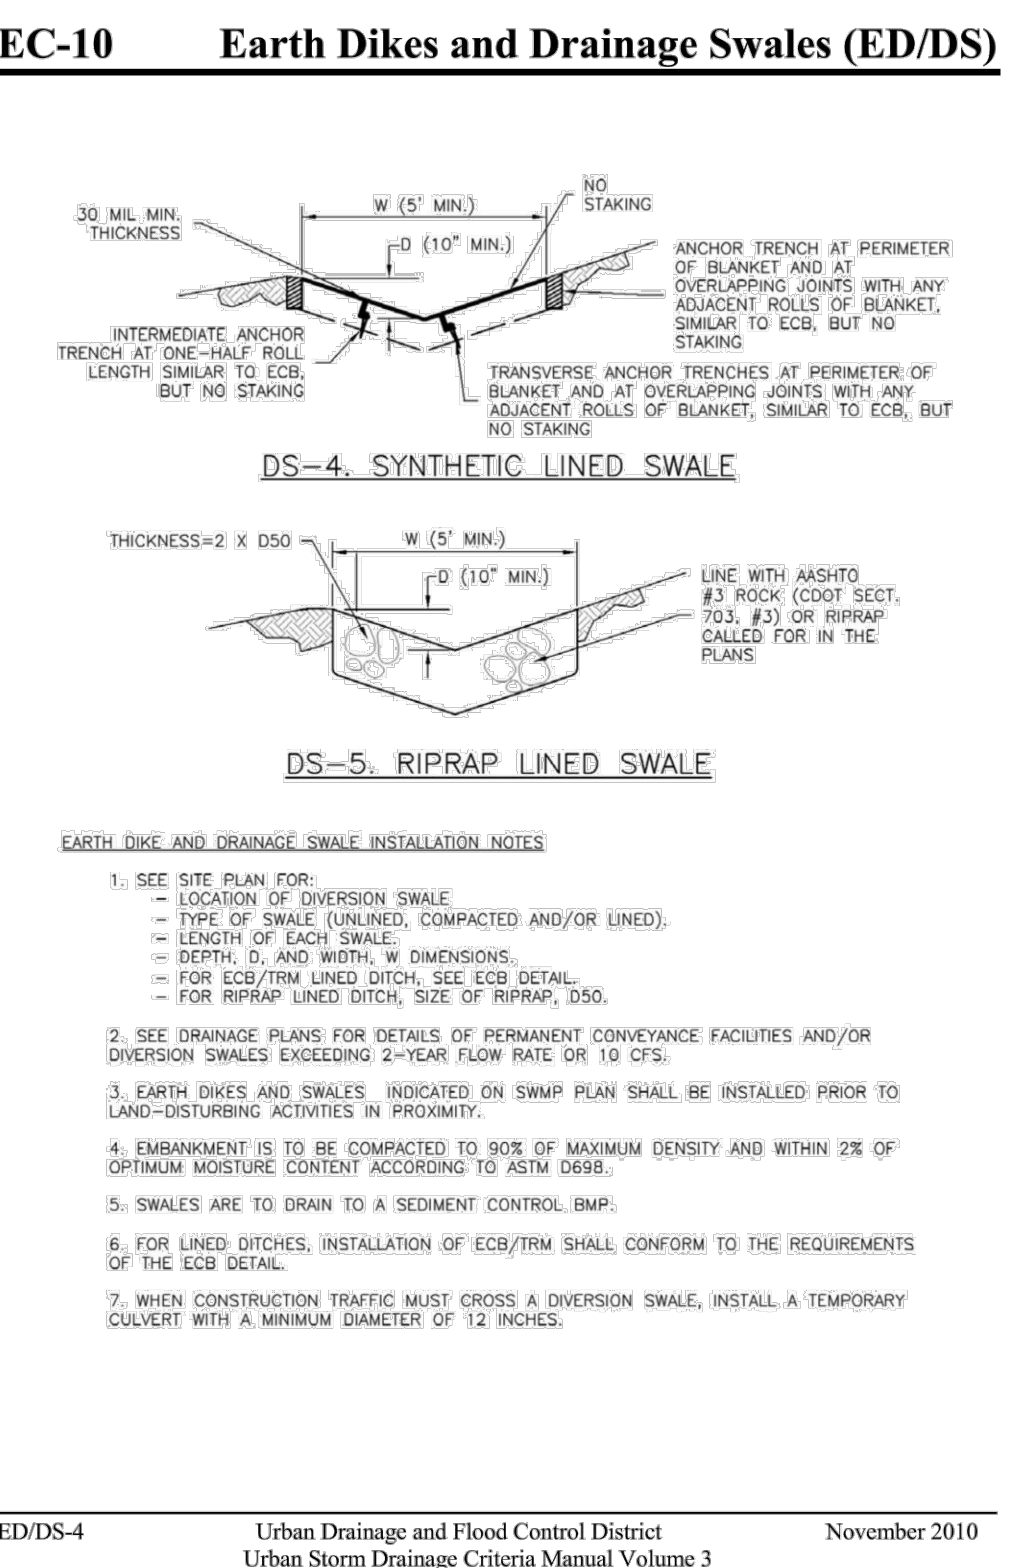 EC-10 Earth Dikes and Drainage Swales (ED/DS)
30 MIL MIN.
THICKNESS
W (5' MIN.)
D (10" MIN.)
NO
STAKING
ANCHOR TRENCH AT PERIMETER
OF BLANKET AND AT
OVERLAPPING JOINTS WITH ANY
ADJACENT ROLLS OF BLANKET,
SIMILAR TO ECB, BUT NO
STAKING
INTERMEDIATE ANCHOR
TRENCH AT ONE-HALF ROLL
LENGTH SIMILAR TO ECB,
BUT NO STAKING
TRANSVERSE ANCHOR TRENCHES AT PERIMETER OF
BLANKET AND AT OVERLAPPING JOINTS WITH ANY
ADJACENT ROLLS OF BLANKET, SIMILAR TO ECB, BUT
NO STAKING
DS-4. SYNTHETIC LINED SWALE
THICKNESS=2 X D50
W (5' MIN.)
D (10" MIN.)
LINE WITH AASHTO
#3 ROCK (CDOT SECT.
703, #3) OR RIPRAP
CALLED FOR IN THE
PLANS
DS-5. RIPRAP LINED SWALE
EARTH DIKE AND DRAINAGE SWALE INSTALLATION NOTES
1. SEE SITE PLAN FOR:
- LOCATION OF DIVERSION SWALE
- TYPE OF SWALE (UNLINED, COMPACTED AND/OR LINED).
- LENGTH OF EACH SWALE.
- DEPTH, D, AND WIDTH, W DIMENSIONS.
- FOR ECB/TRM LINED DITCH, SEE ECB DETAIL.
- FOR RIPRAP LINED DITCH, SIZE OF RIPRAP, D50.
2. SEE DRAINAGE PLANS FOR DETAILS OF PERMANENT CONVEYANCE FACILITIES AND/OR
DIVERSION SWALES EXCEEDING 2-YEAR FLOW RATE OR 10 CFS.
3. EARTH DIKES AND SWALES INDICATED ON SWMP PLAN SHALL BE INSTALLED PRIOR TO
LAND-DISTURBING ACTIVITIES IN PROXIMITY.
4. EMBANKMENT IS TO BE COMPACTED TO 90% OF MAXIMUM DENSITY AND WITHIN 2% OF
OPTIMUM MOISTURE CONTENT ACCORDING TO ASTM D698.
5. SWALES ARE TO DRAIN TO A SEDIMENT CONTROL BMP.
6. FOR LINED DITCHES, INSTALLATION OF ECB/TRM SHALL CONFORM TO THE REQUIREMENTS
OF THE ECB DETAIL.
7. WHEN CONSTRUCTION TRAFFIC MUST CROSS A DIVERSION SWALE, INSTALL A TEMPORARY
CULVERT WITH A MINIMUM DIAMETER OF 12 INCHES.
ED/DS-4 Urban Drainage and Flood Control District November 2010
Urban Storm Drainage Criteria Manual Volume 3